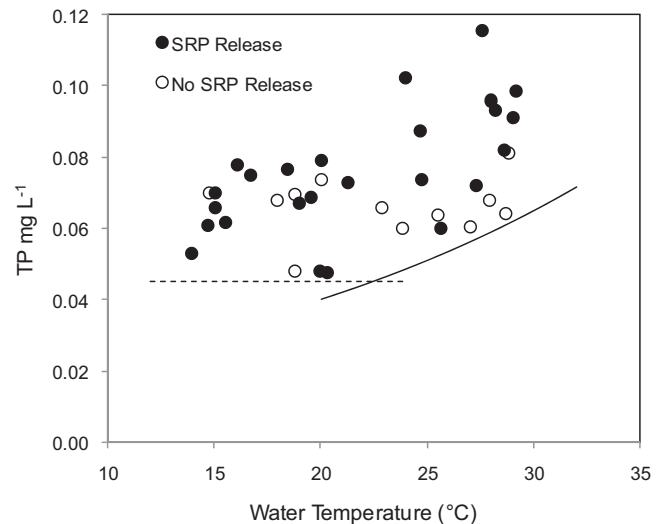 0.12
SRP Release
No SRP Release
0.10
0.08
0.06
0.04
0.02
0.00
TP mg L⁻¹
10 15 20 25 30 35
Water Temperature (°C)